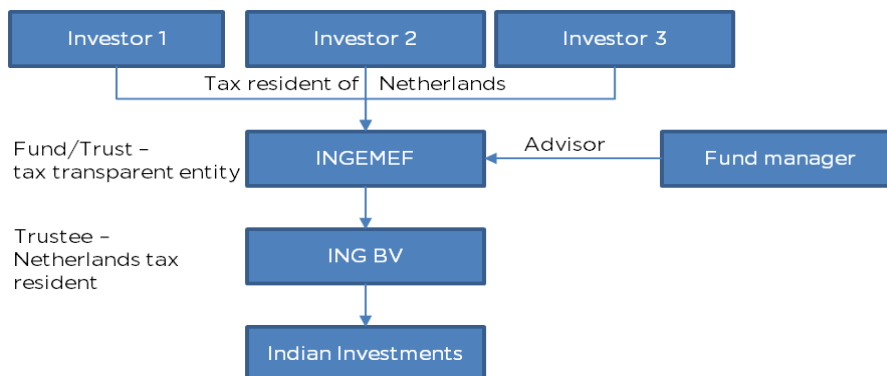 Investor 1
Investor 2
Investor 3
Tax resident of Netherlands
Fund/Trust –
tax transparent entity
INGEMEF
Advisor
Fund manager
Trustee –
Netherlands tax
resident
ING BV
Indian Investments